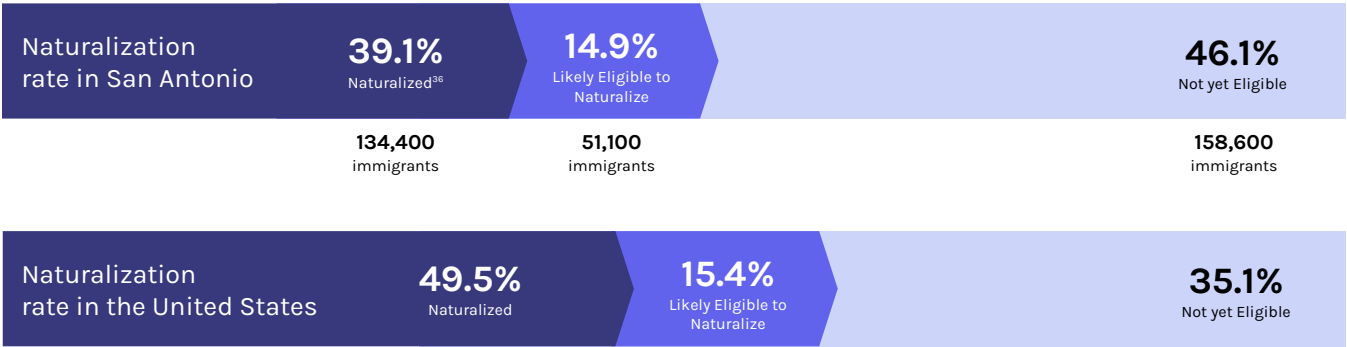 Naturalization
rate in San Antonio
39.1%
Naturalized³⁶
14.9%
Likely Eligible to
Naturalize
46.1%
Not yet Eligible
134,400
immigrants
51,100
immigrants
158,600
immigrants
Naturalization
rate in the United States
49.5%
Naturalized
15.4%
Likely Eligible to
Naturalize
35.1%
Not yet Eligible